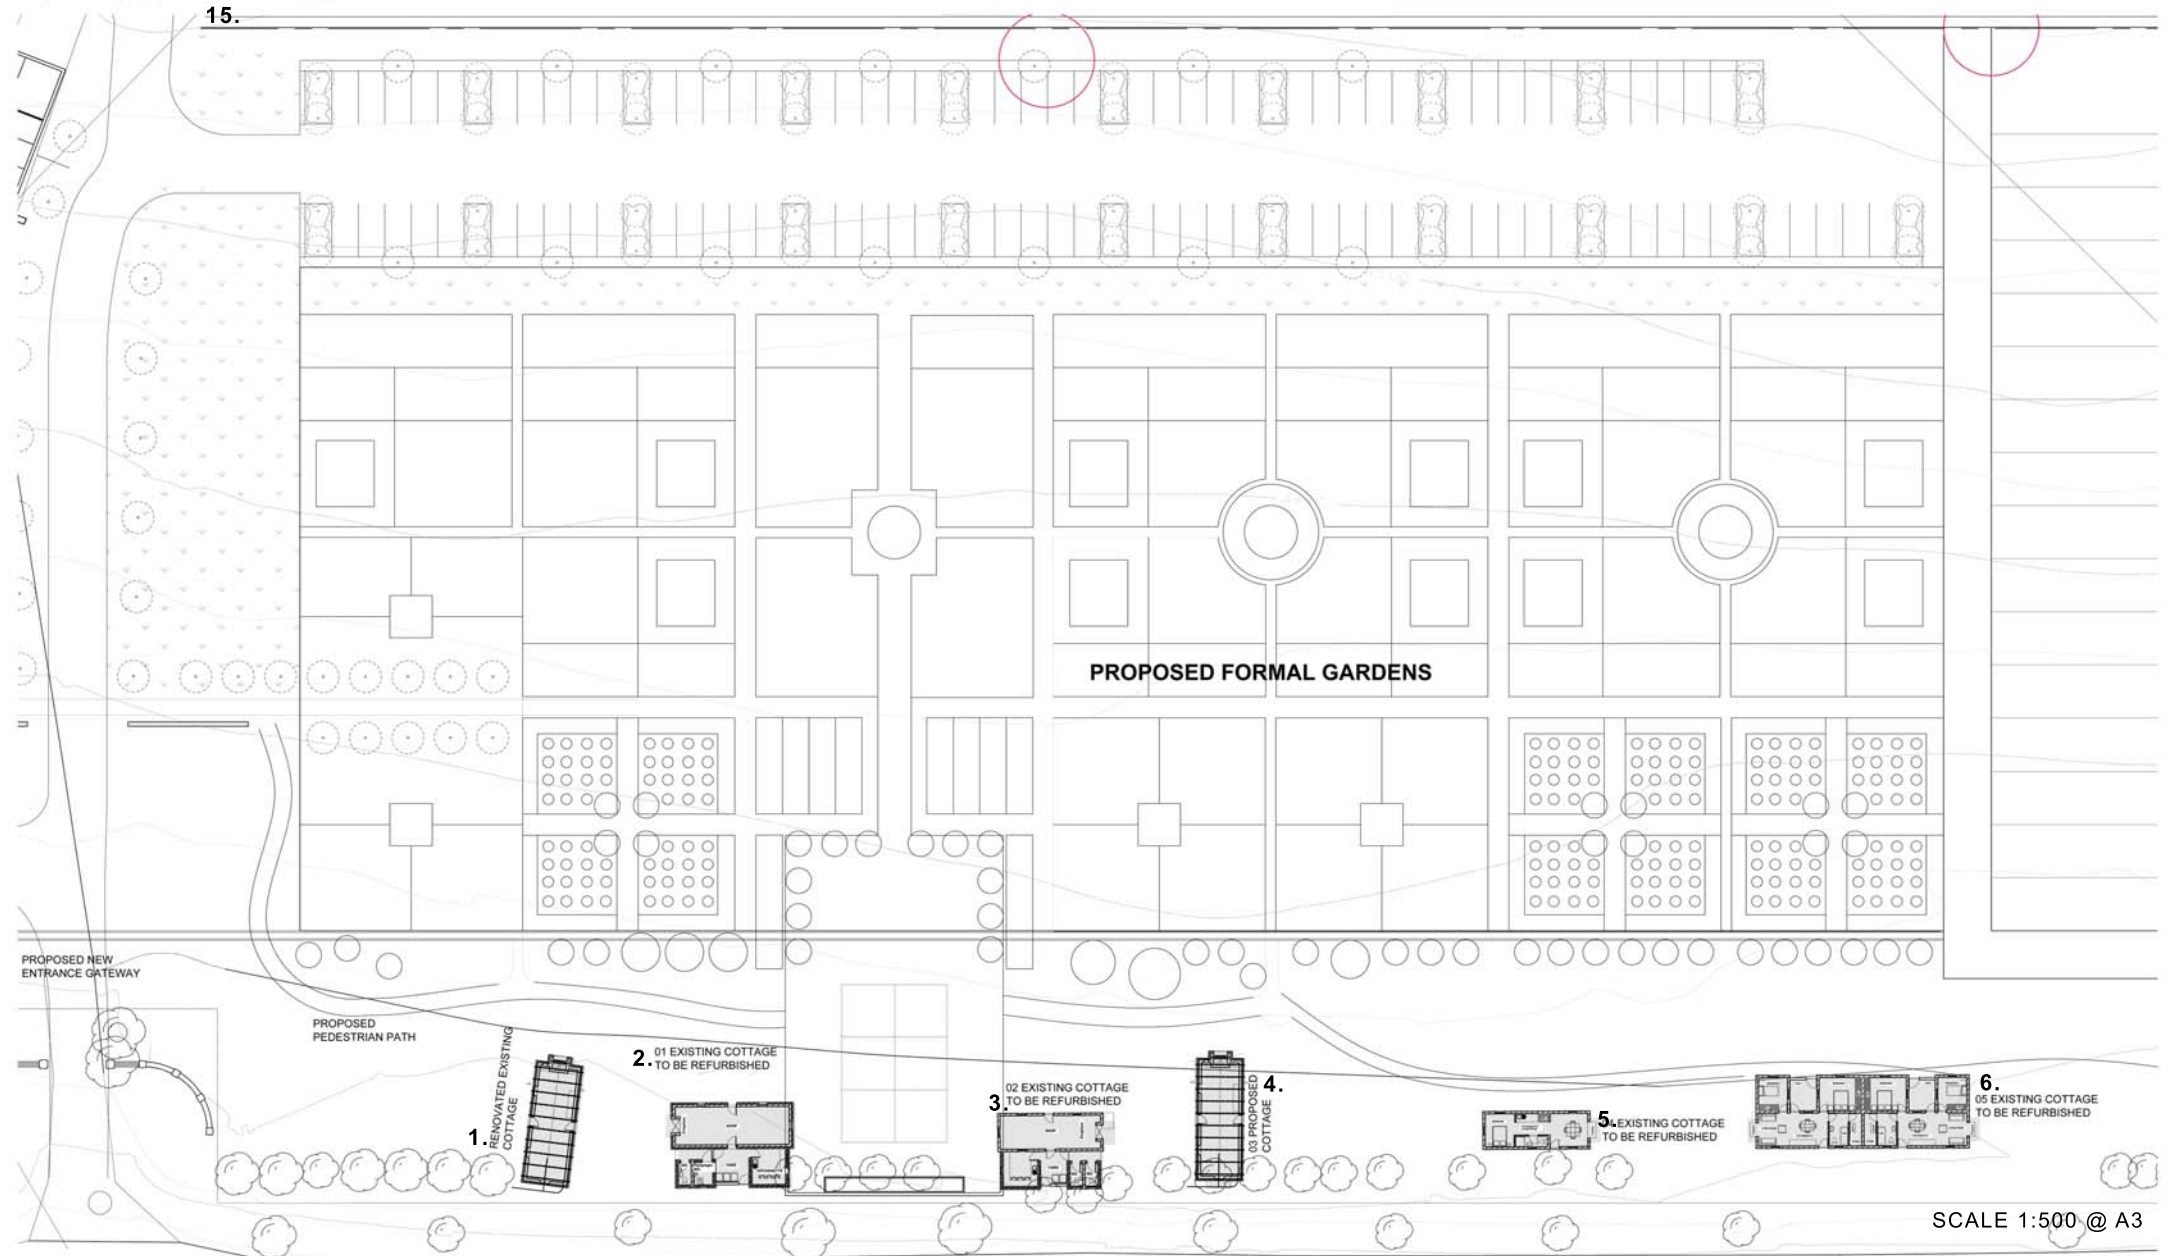 15.
PROPOSED FORMAL GARDENS
PROPOSED NEW
ENTRANCE GATEWAY
PROPOSED
PEDESTRIAN PATH
1.
RENOVATED EXISTING
COTTAGE
2.
01 EXISTING COTTAGE
TO BE REFURBISHED
3.
02 EXISTING COTTAGE
TO BE REFURBISHED
4.
03 PROPOSED
COTTAGE
5.
EXISTING COTTAGE
TO BE REFURBISHED
6.
05 EXISTING COTTAGE
TO BE REFURBISHED
SCALE 1:500 @ A3